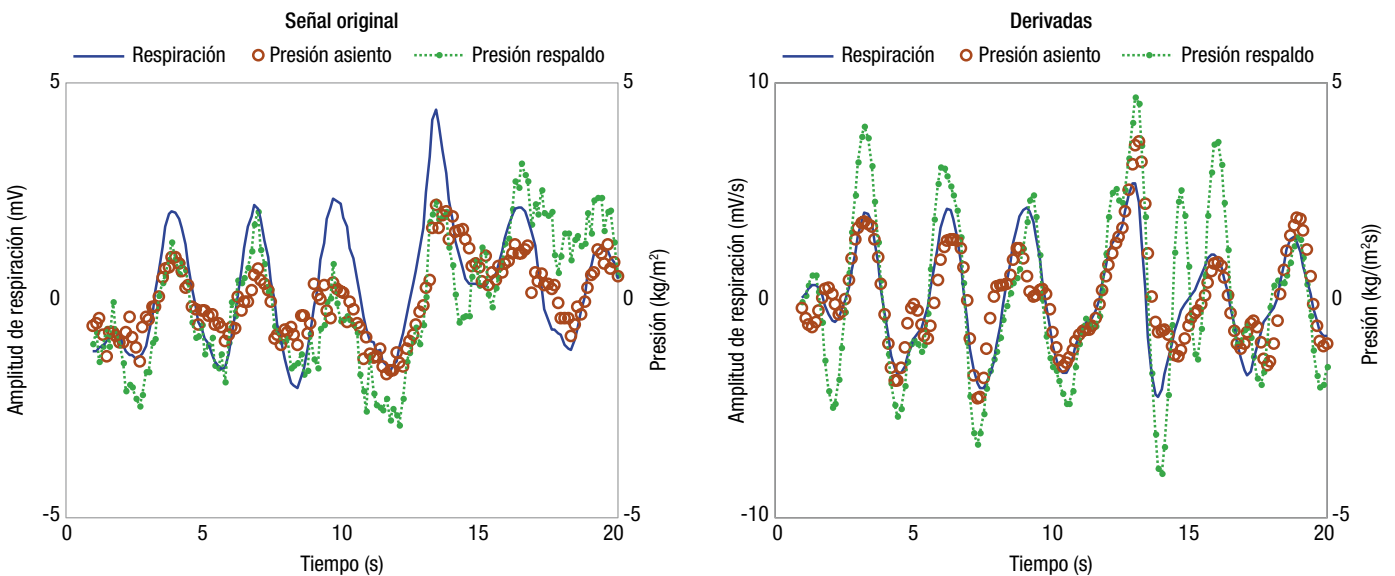 Señal original
Respiración Presión asiento Presión respaldo
5 5
0 0
-5 -5
0 5 10 15 20
Tiempo (s)
Amplitud de respiración (mV)
Presión (kg/m²)
Derivadas
Respiración Presión asiento Presión respaldo
10 5
0 0
-10 -5
0 5 10 15 20
Tiempo (s)
Amplitud de respiración (mV/s)
Presión (kg/(m²s))